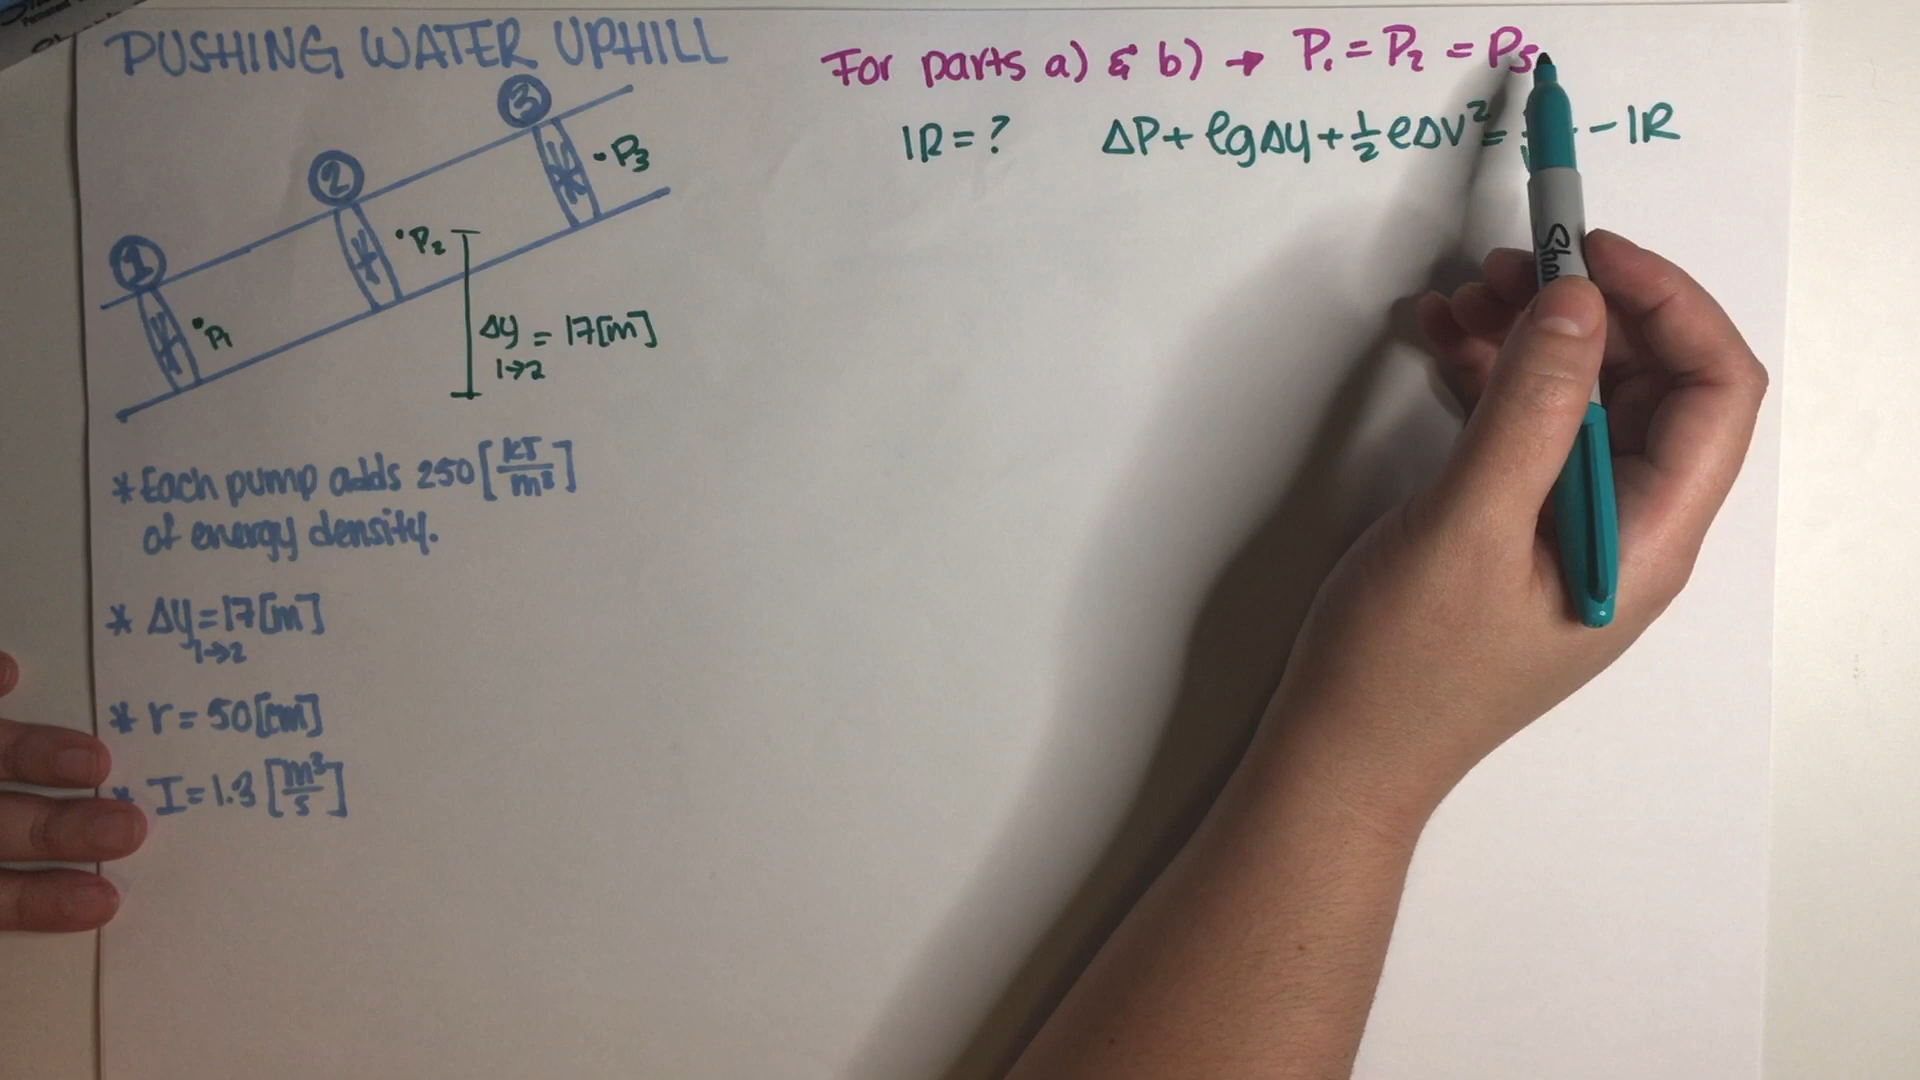 PUSHING WATER UPHILL
1
2
3
P₁
P₂
P₃
Δy = 17[m]
1→2
*Each pump adds 250 [kJ/m³]
of energy density.
* Δy = 17[m]
1→2
* r = 50[cm]
* I = 1.3 [m³/s]
For parts a) & b) → P₁ = P₂ = P₃
IR = ?
ΔP + ρgΔy + ½ρΔv² = - IR
Permanent
Sha